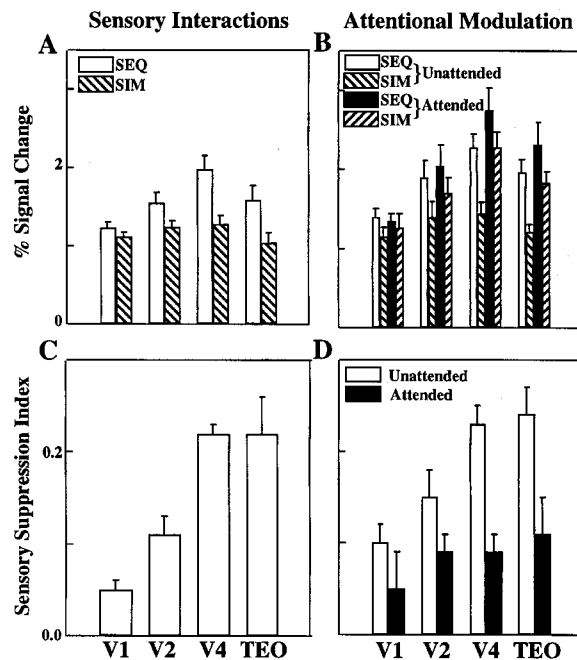 Sensory Interactions
Attentional Modulation
A
SEQ
SIM
% Signal Change
2
1
0
B
SEQ
SIM
Unattended
SEQ
SIM
Attended
C
Sensory Suppression Index
0.2
0.0
V1 V2 V4 TEO
D
Unattended
Attended
V1 V2 V4 TEO